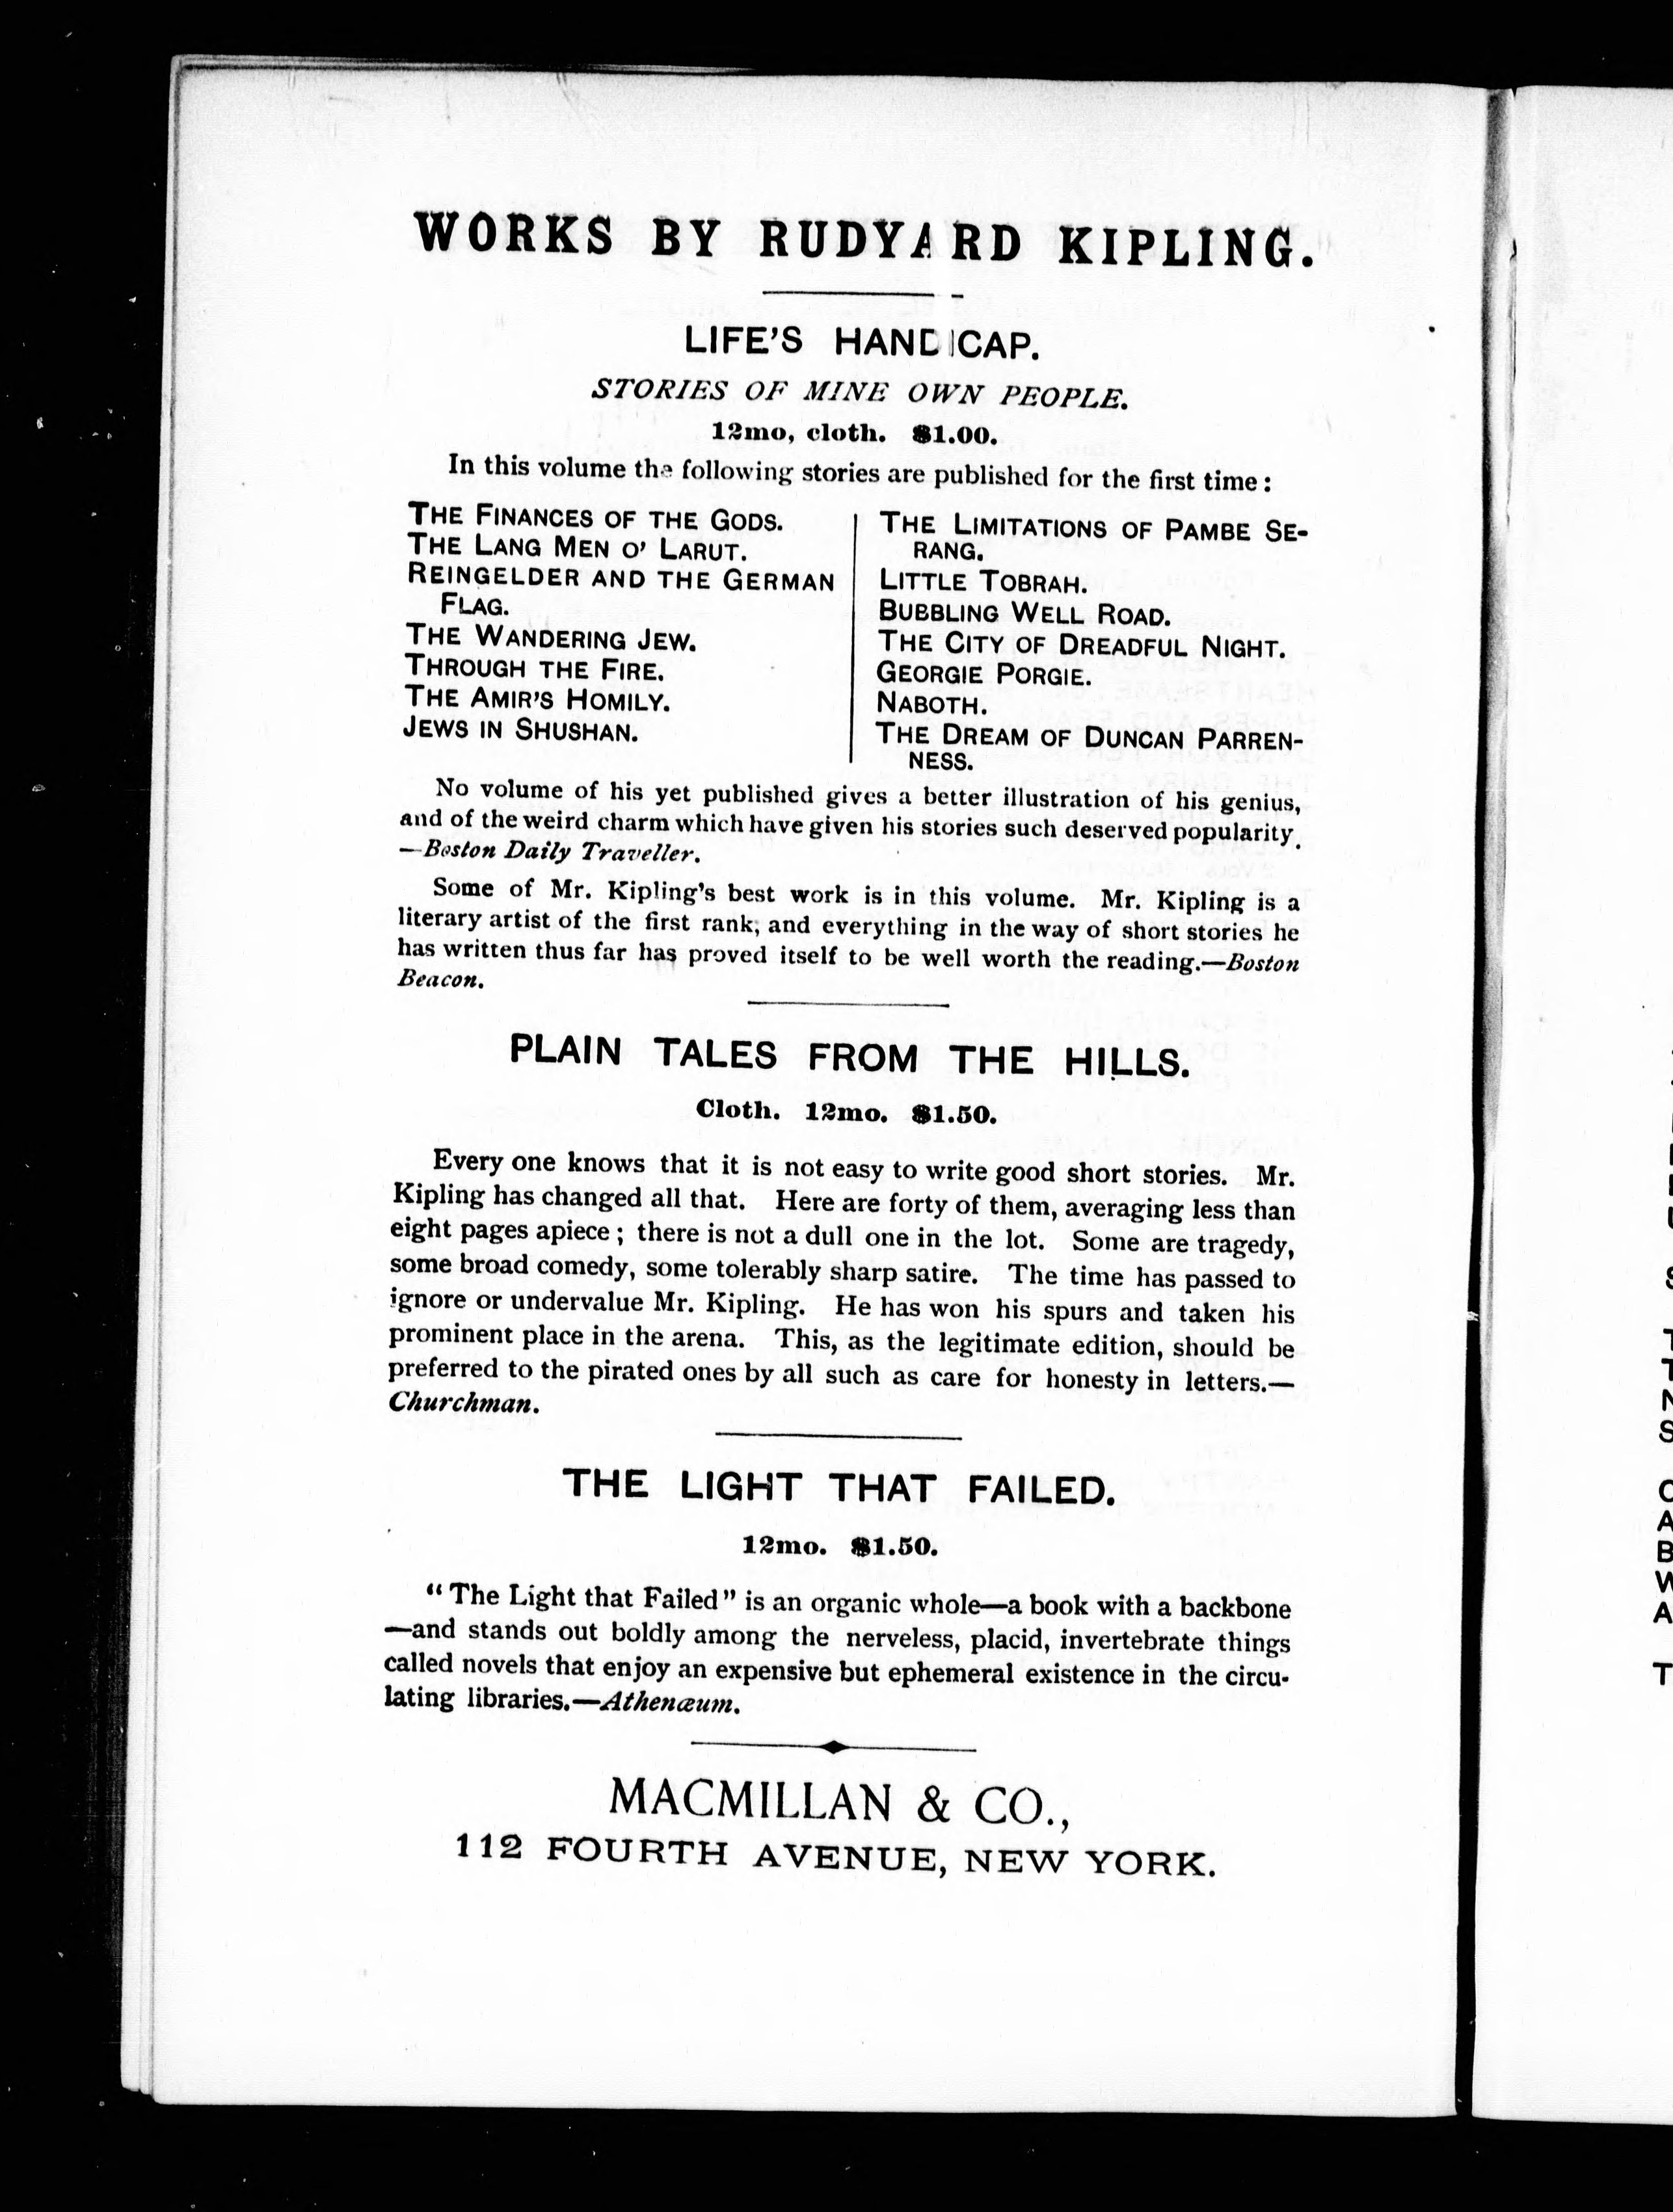 WORKS BY RUDYARD KIPLING.
LIFE'S HANDICAP.
STORIES OF MINE OWN PEOPLE.
12mo, cloth. $1.00.
In this volume the following stories are published for the first time:
THE FINANCES OF THE GODS.
THE LANG MEN O' LARUT.
REINGELDER AND THE GERMAN
FLAG.
THE WANDERING JEW.
THROUGH THE FIRE.
THE AMIR'S HOMILY.
JEWS IN SHUSHAN.
THE LIMITATIONS OF PAMBE SE-
RANG.
LITTLE TOBRAH.
BUBBLING WELL ROAD.
THE CITY OF DREADFUL NIGHT.
GEORGIE PORGIE.
NABOTH.
THE DREAM OF DUNCAN PARREN-
NESS.
No volume of his yet published gives a better illustration of his genius,
and of the weird charm which have given his stories such deserved popularity.
—Boston Daily Traveller.
Some of Mr. Kipling's best work is in this volume. Mr. Kipling is a
literary artist of the first rank, and everything in the way of short stories he
has written thus far has proved itself to be well worth the reading.—Boston
Beacon.
PLAIN TALES FROM THE HILLS.
Cloth. 12mo. $1.50.
Every one knows that it is not easy to write good short stories. Mr.
Kipling has changed all that. Here are forty of them, averaging less than
eight pages apiece; there is not a dull one in the lot. Some are tragedy,
some broad comedy, some tolerably sharp satire. The time has passed to
ignore or undervalue Mr. Kipling. He has won his spurs and taken his
prominent place in the arena. This, as the legitimate edition, should be
preferred to the pirated ones by all such as care for honesty in letters.—
Churchman.
THE LIGHT THAT FAILED.
12mo. $1.50.
"The Light that Failed" is an organic whole—a book with a backbone
—and stands out boldly among the nerveless, placid, invertebrate things
called novels that enjoy an expensive but ephemeral existence in the circu-
lating libraries.—Athenæum.
MACMILLAN & CO.,
112 FOURTH AVENUE, NEW YORK.